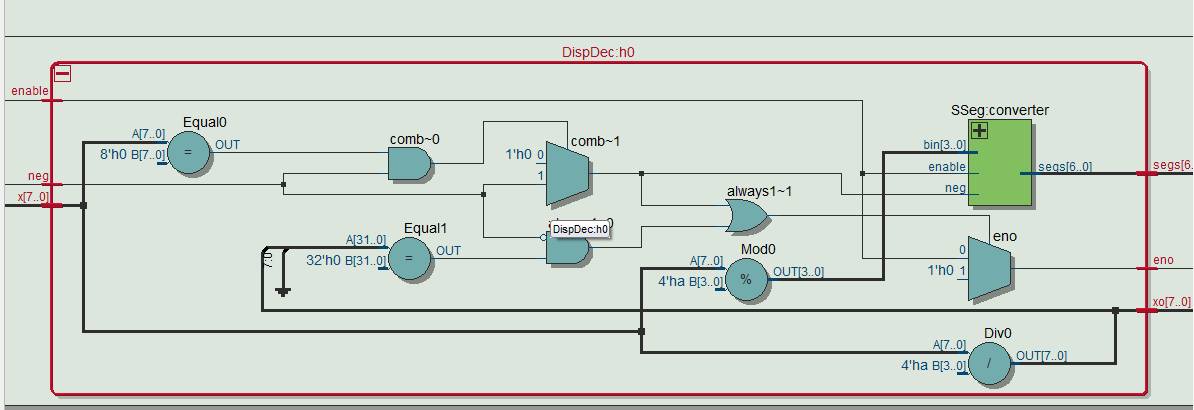 DispDec:h0
enable
SSeg:converter
Equal0
A[7..0]
8'h0 B[7..0]
=
OUT
comb~0
comb~1
1'h0 0
1
bin[3..0]
enable
neg
segs[6..0]
segs[6..
neg
x[7..0]
always1~1
DispDec:h0
Equal1
A[31..0]
32'h0 B[31..0]
=
OUT
7:0
Mod0
A[7..0]
4'ha B[3..0]
%
OUT[3..0]
eno
0
1'h0 1
eno
xo[7..0]
Div0
A[7..0]
4'ha B[3..0]
/
OUT[7..0]